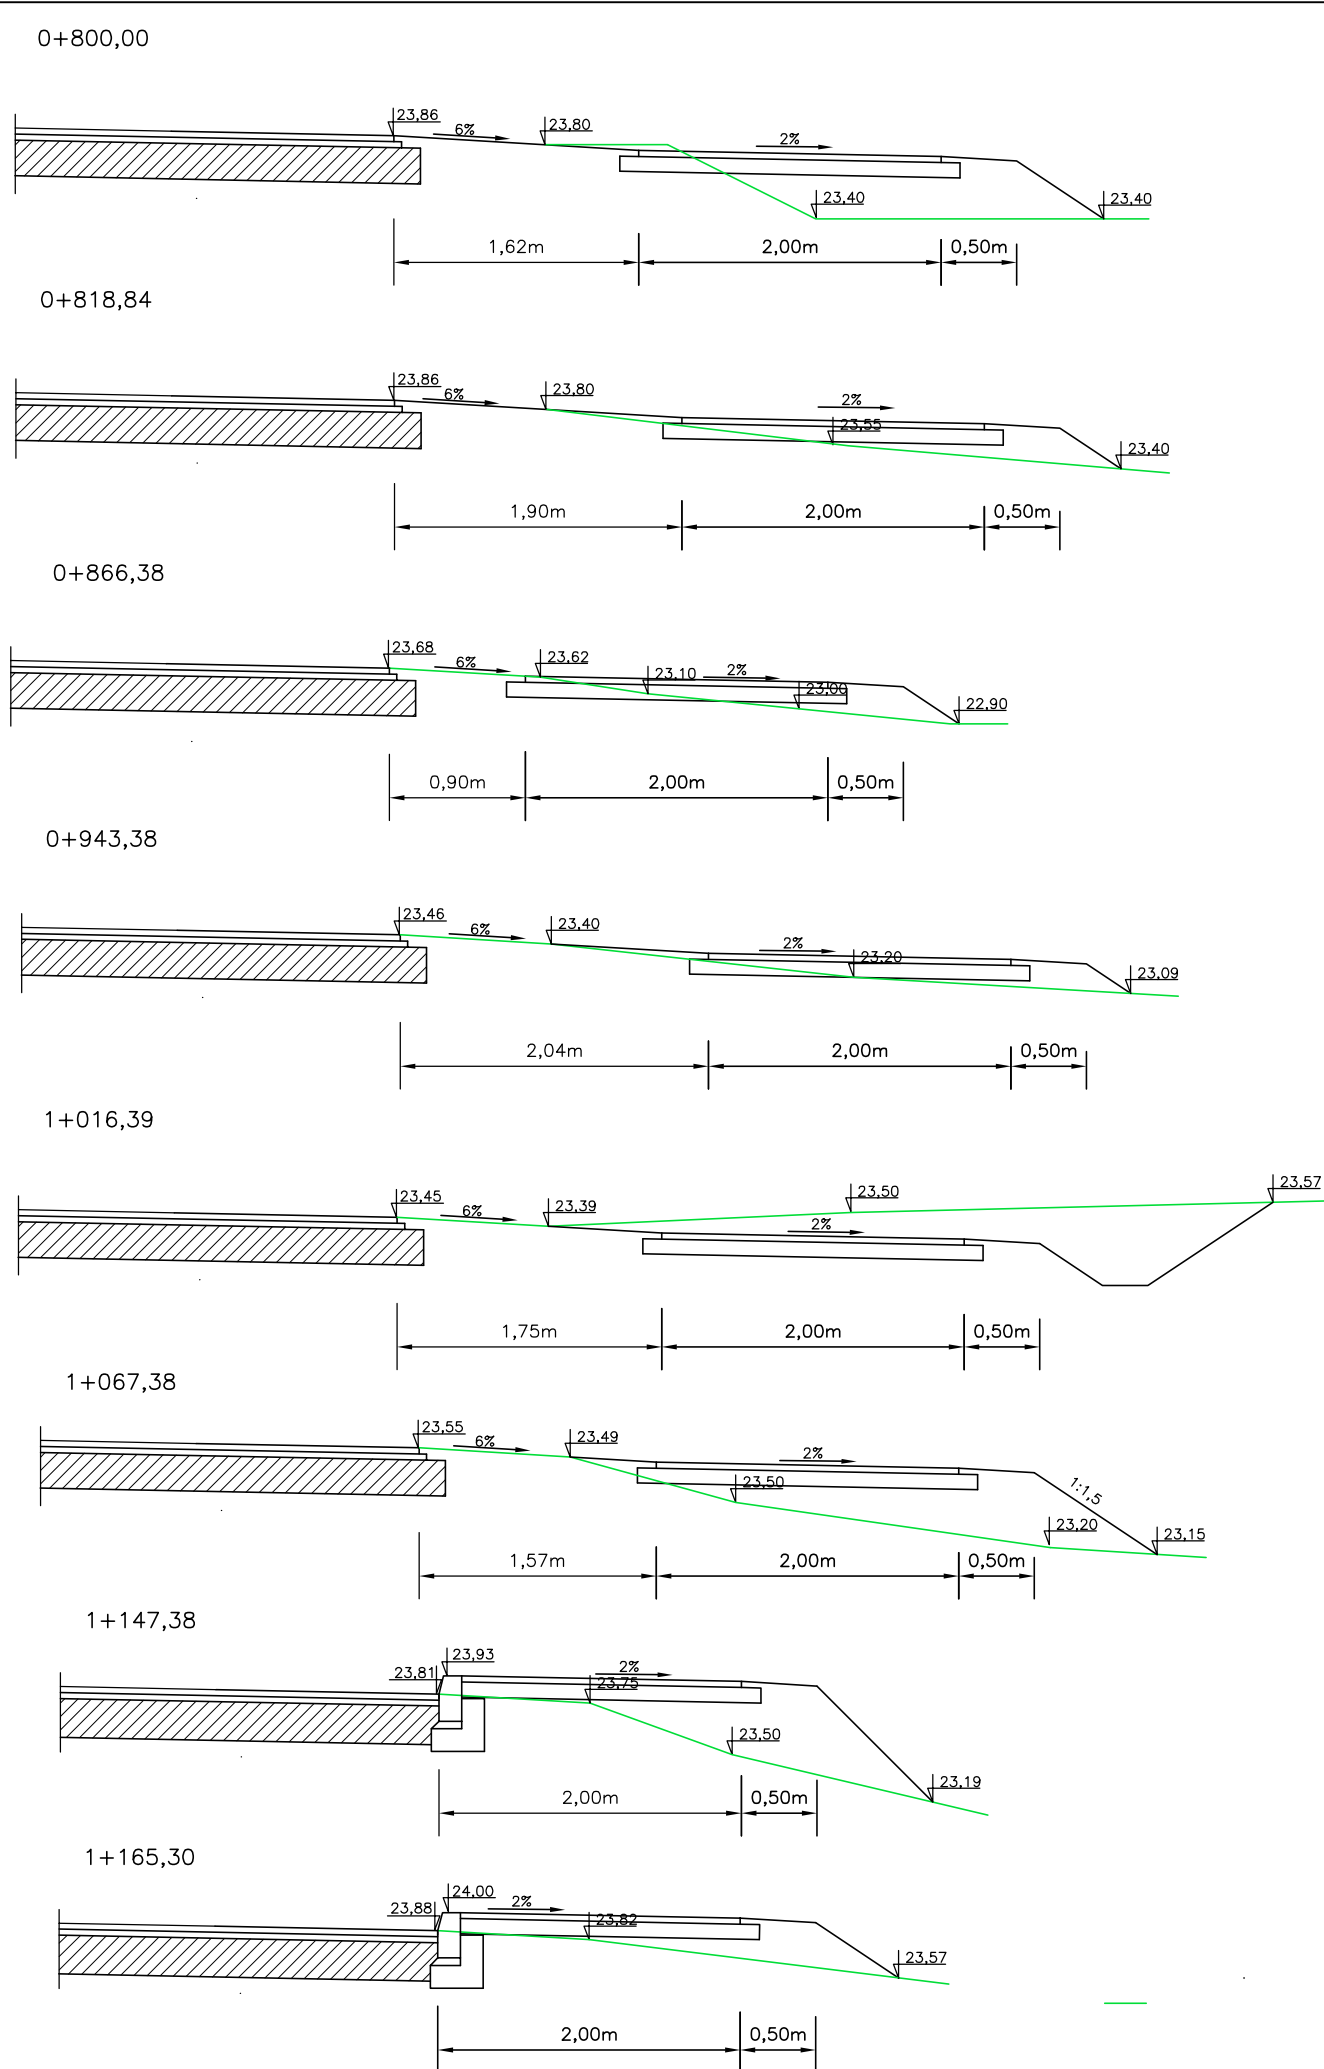 0+800,00
23,86
6%
23,80
2%
23,40
23,40
1,62m
2,00m
0,50m
0+818,84
23,86
6%
23,80
2%
23,55
23,40
1,90m
2,00m
0,50m
0+866,38
23,68
6%
23,62
23,10
2%
23,00
22,90
0,90m
2,00m
0,50m
0+943,38
23,46
6%
23,40
2%
23,20
23,09
2,04m
2,00m
0,50m
1+016,39
23,45
6%
23,39
23,50
2%
23,57
1,75m
2,00m
0,50m
1+067,38
23,55
6%
23,49
2%
23,50
1:1,5
23,20
23,15
1,57m
2,00m
0,50m
1+147,38
23,81
23,93
2%
23,75
23,50
23,19
2,00m
0,50m
1+165,30
23,88
24,00
2%
23,82
23,57
2,00m
0,50m